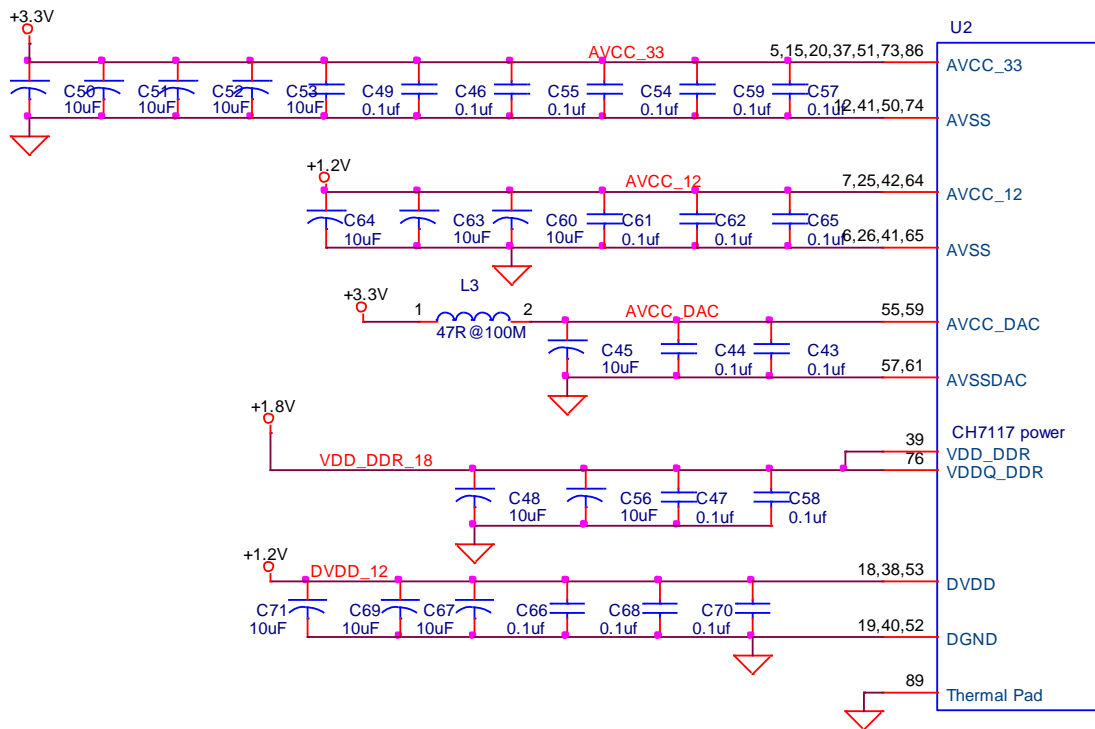 +3.3V
U2
AVCC_33
5,15,20,37,51,73,86
AVCC_33
C50 C51 C52 C53 C49 C46 C55 C54 C59 C57
10uF 10uF 10uF 10uF 0.1uf 0.1uf 0.1uf 0.1uf 0.1uf 0.1uf
12,41,50,74
AVSS
+1.2V
AVCC_12
7,25,42,64
AVCC_12
C64 C63 C60 C61 C62 C65
10uF 10uF 10uF 0.1uf 0.1uf 0.1uf
6,26,41,65
AVSS
L3
+3.3V
1 2
47R@100M
AVCC_DAC
55,59
AVCC_DAC
C45 C44 C43
10uF 0.1uf 0.1uf
57,61
AVSSDAC
+1.8V
CH7117 power
39
VDD_DDR
VDD_DDR_18
76
VDDQ_DDR
C48 C56 C47 C58
10uF 10uF 0.1uf 0.1uf
+1.2V
DVDD_12
18,38,53
DVDD
C71 C69 C67 C66 C68 C70
10uF 10uF 10uF 0.1uf 0.1uf 0.1uf
19,40,52
DGND
89
Thermal Pad